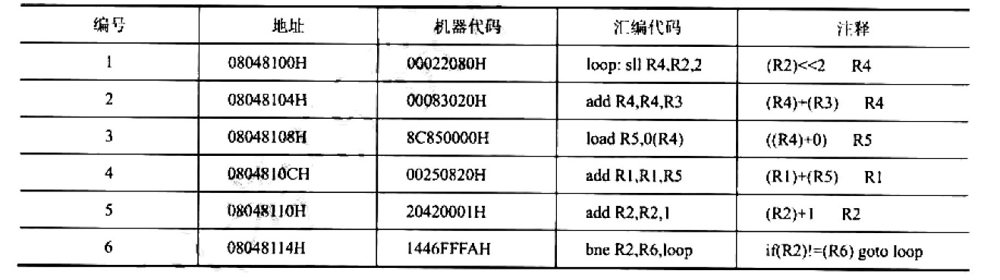 编号 地址 机器代码 汇编代码 注释
1 08048100H 00022080H loop: sll R4,R2,2 (R2)<<2 R4
2 08048104H 00083020H add R4,R4,R3 (R4)+(R3) R4
3 08048108H 8C850000H load R5,0(R4) ((R4)+0) R5
4 0804810CH 00250820H add R1,R1,R5 (R1)+(R5) R1
5 08048110H 20420001H add R2,R2,1 (R2)+1 R2
6 08048114H 1446FFFAH bne R2,R6,loop if(R2)!=(R6) goto loop